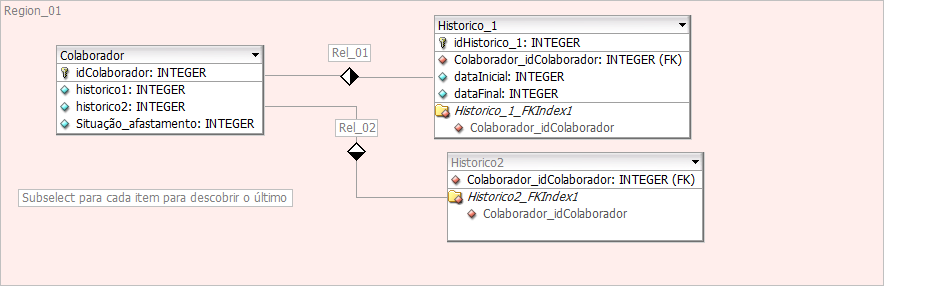 Region_01
Colaborador
idColaborador: INTEGER
historico1: INTEGER
historico2: INTEGER
Situação_afastamento: INTEGER
Rel_01
Rel_02
Historico_1
idHistorico_1: INTEGER
Colaborador_idColaborador: INTEGER (FK)
dataInicial: INTEGER
dataFinal: INTEGER
Historico_1_FKIndex1
Colaborador_idColaborador
Historico2
Colaborador_idColaborador: INTEGER (FK)
Historico2_FKIndex1
Colaborador_idColaborador
Subselect para cada item para descobrir o último